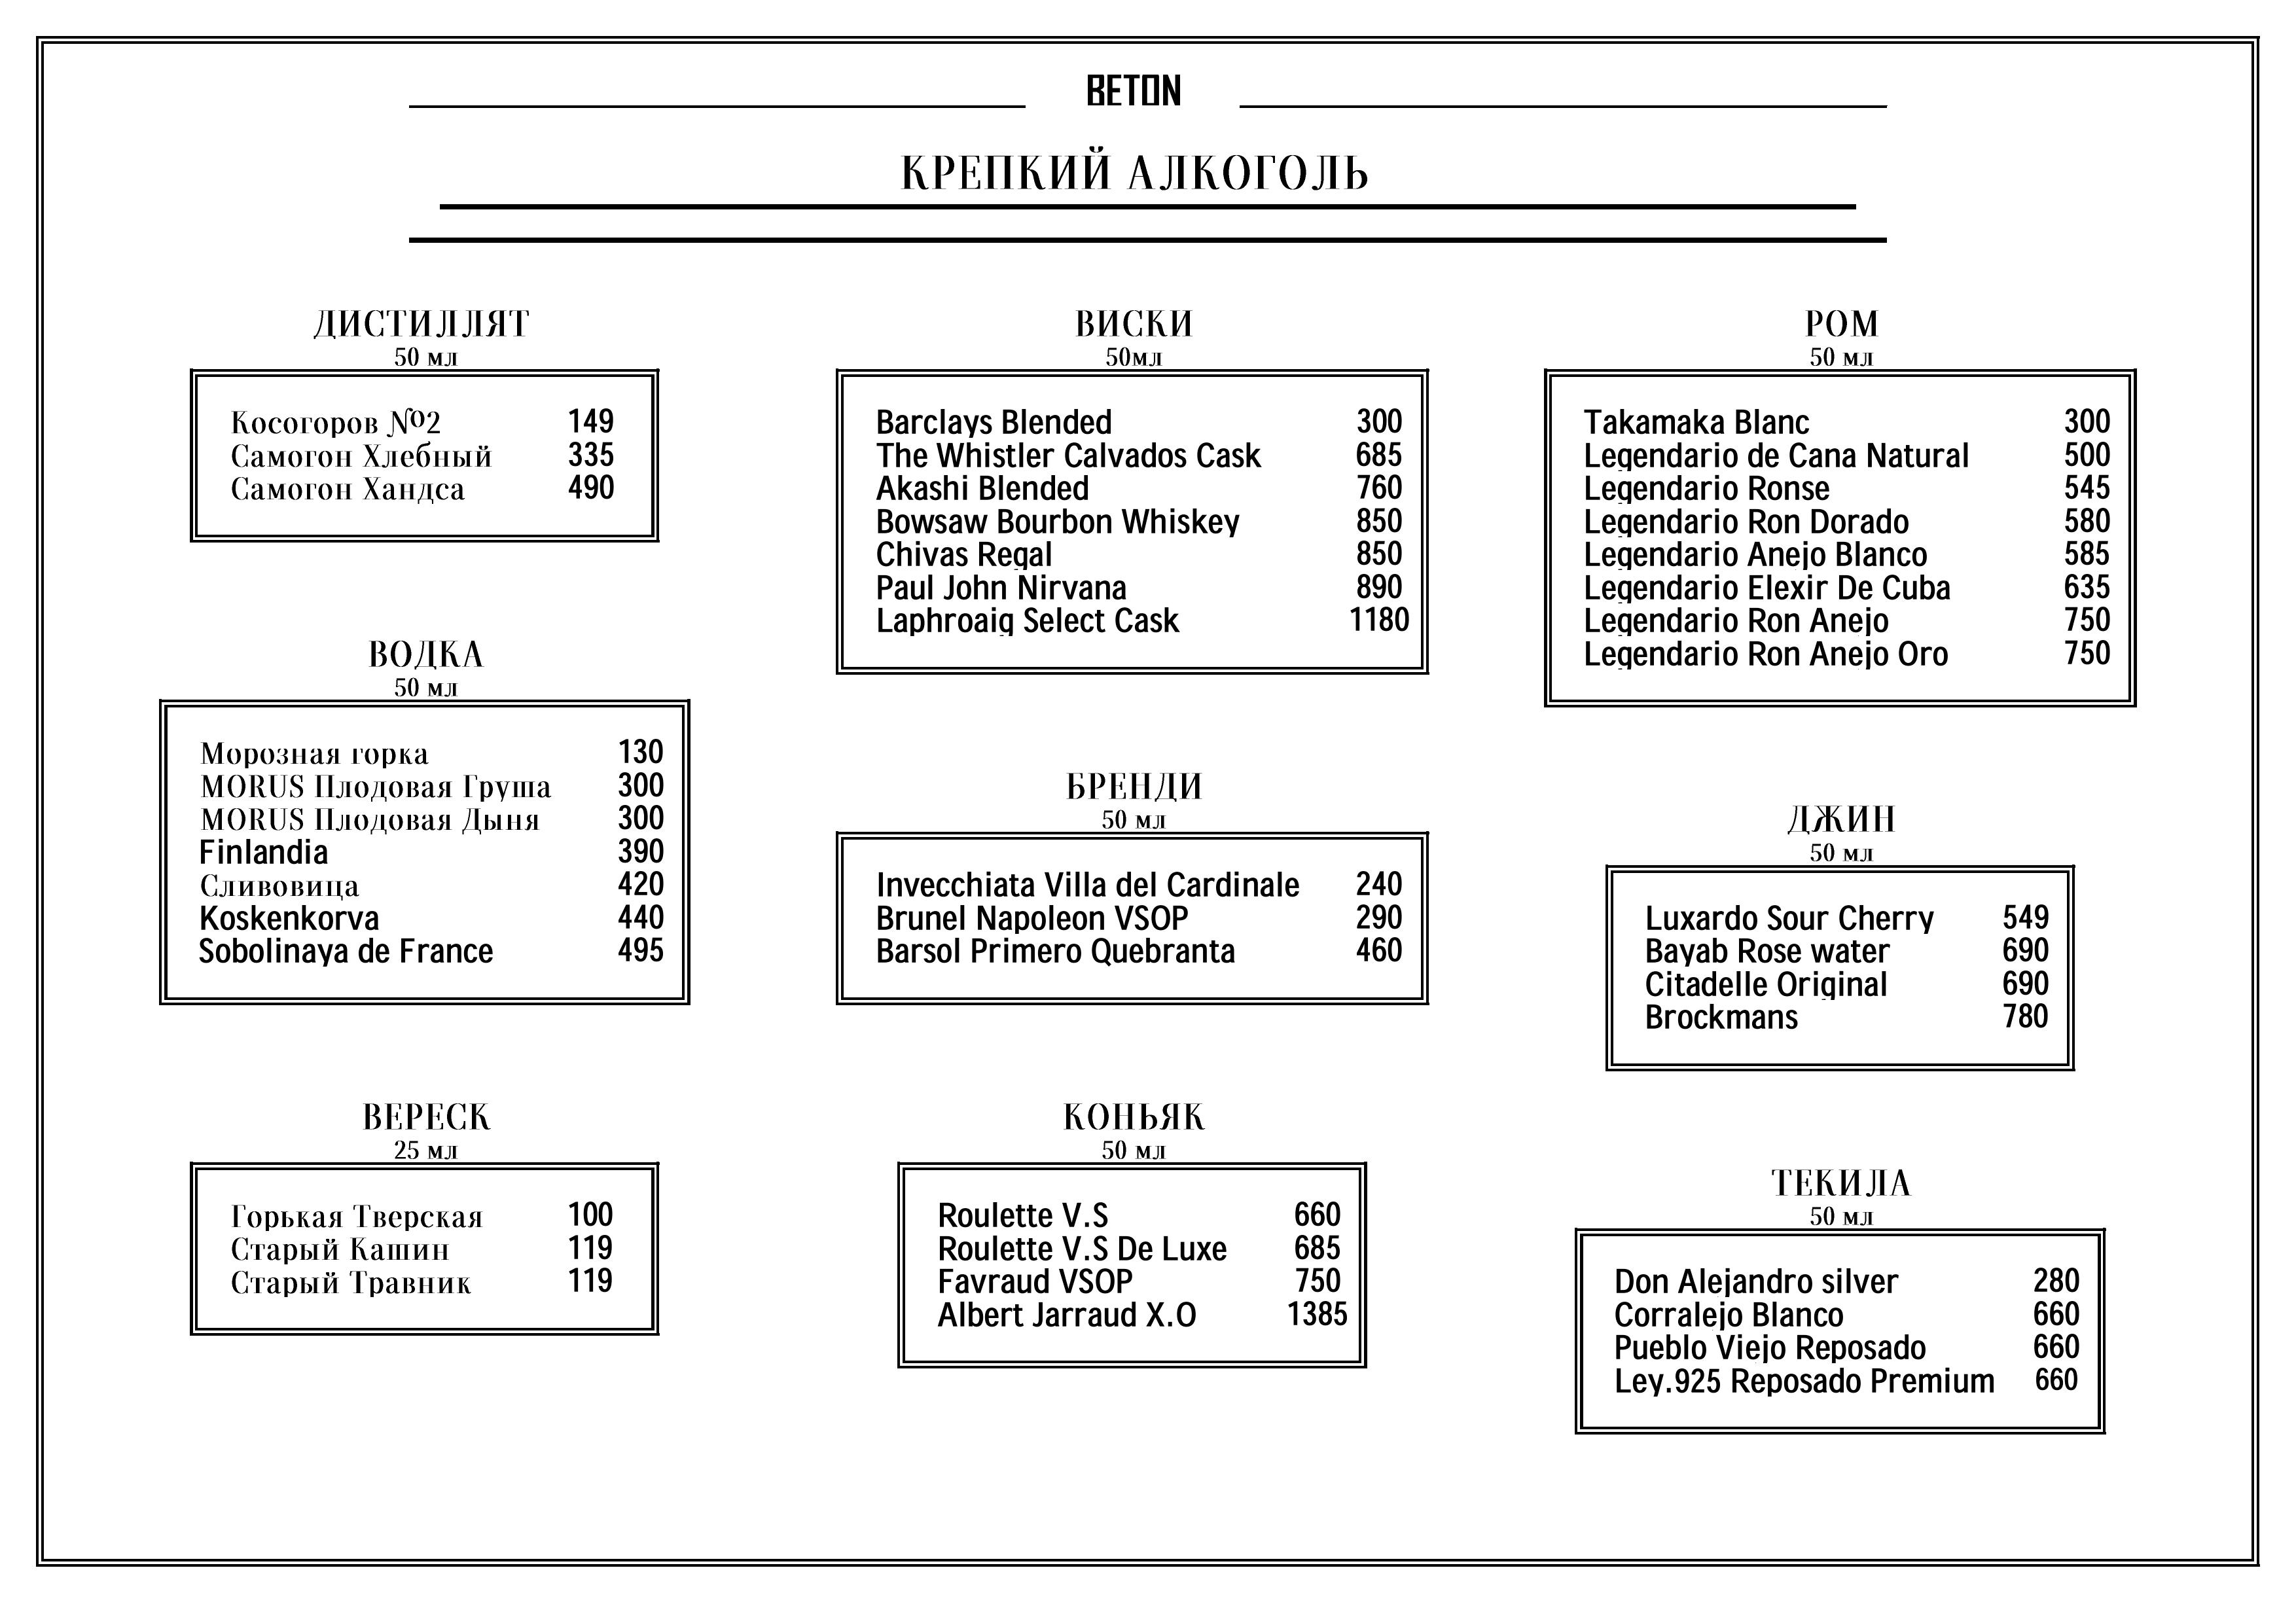 BETON
КРЕПКИЙ АЛКОГОЛЬ
ДИСТИЛЛЯТ
50 мл
Косогоров №2 149
Самогон Хлебный 335
Самогон Хандса 490
ВОДКА
50 мл
Морозная горка 130
MORUS Плодовая Груша 300
MORUS Плодовая Дыня 300
Finlandia 390
Сливовица 420
Koskenkorva 440
Sobolinaya de France 495
ВЕРЕСК
25 мл
Горькая Тверская 100
Старый Кашин 119
Старый Травник 119
ВИСКИ
50мл
Barclays Blended 300
The Whistler Calvados Cask 685
Akashi Blended 760
Bowsaw Bourbon Whiskey 850
Chivas Regal 850
Paul John Nirvana 890
Laphroaig Select Cask 1180
БРЕНДИ
50 мл
Invecchiata Villa del Cardinale 240
Brunel Napoleon VSOP 290
Barsol Primero Quebranta 460
КОНЬЯК
50 мл
Roulette V.S 660
Roulette V.S De Luxe 685
Favraud VSOP 750
Albert Jarraud X.O 1385
РОМ
50 мл
Takamaka Blanc 300
Legendario de Cana Natural 500
Legendario Ronse 545
Legendario Ron Dorado 580
Legendario Anejo Blanco 585
Legendario Elexir De Cuba 635
Legendario Ron Anejo 750
Legendario Ron Anejo Oro 750
ДЖИН
50 мл
Luxardo Sour Cherry 549
Bayab Rose water 690
Citadelle Original 690
Brockmans 780
ТЕКИЛА
50 мл
Don Alejandro silver 280
Corralejo Blanco 660
Pueblo Viejo Reposado 660
Ley.925 Reposado Premium 660